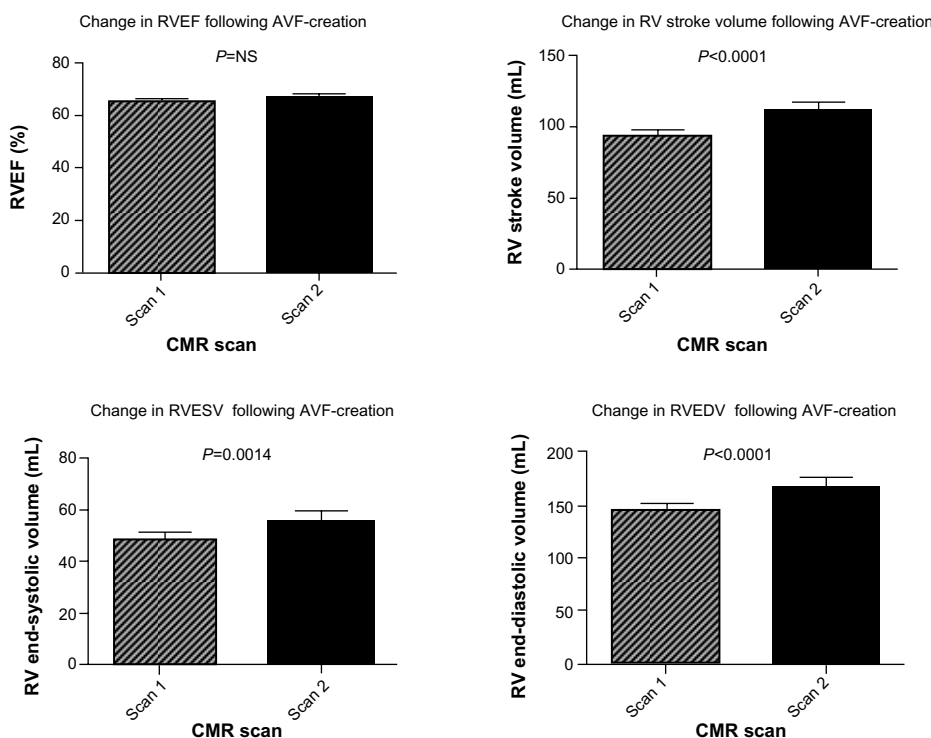 Change in RVEF following AVF-creation
P=NS
80
60
40
20
0
RVEF (%)
Scan 1
Scan 2
CMR scan
Change in RV stroke volume following AVF-creation
P<0.0001
150
100
50
0
RV stroke volume (mL)
Scan 1
Scan 2
CMR scan
Change in RVESV following AVF-creation
P=0.0014
80
60
40
20
0
RV end-systolic volume (mL)
Scan 1
Scan 2
CMR scan
Change in RVEDV following AVF-creation
P<0.0001
200
150
100
50
0
RV end-diastolic volume (mL)
Scan 1
Scan 2
CMR scan